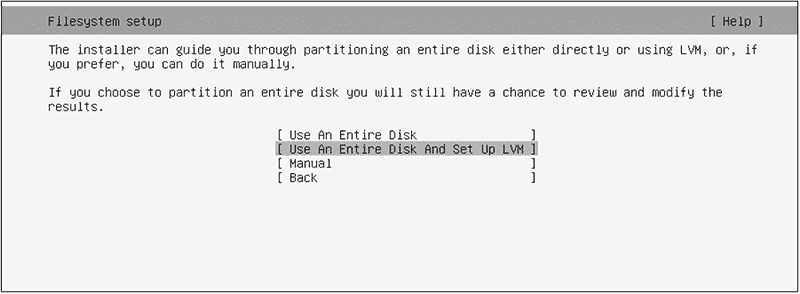 Filesystem setup [ Help ]
The installer can guide you through partitioning an entire disk either directly or using LVM, or, if
you prefer, you can do it manually.
If you choose to partition an entire disk you will still have a chance to review and modify the
results.
[ Use An Entire Disk ]
[ Use An Entire Disk And Set Up LVM ]
[ Manual ]
[ Back ]